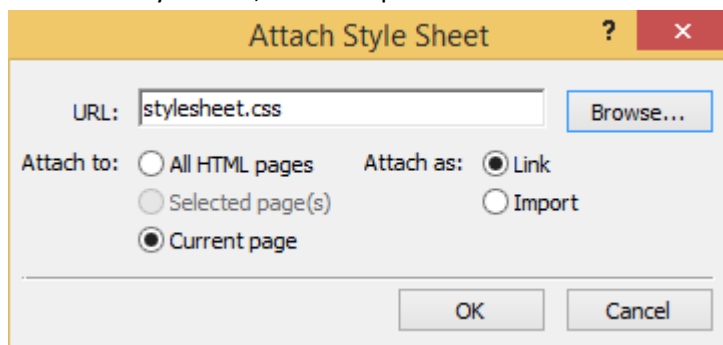 Attach Style Sheet ? ×
URL: stylesheet.css Browse...
Attach to: All HTML pages Attach as: Link
Selected page(s) Import
Current page
OK Cancel